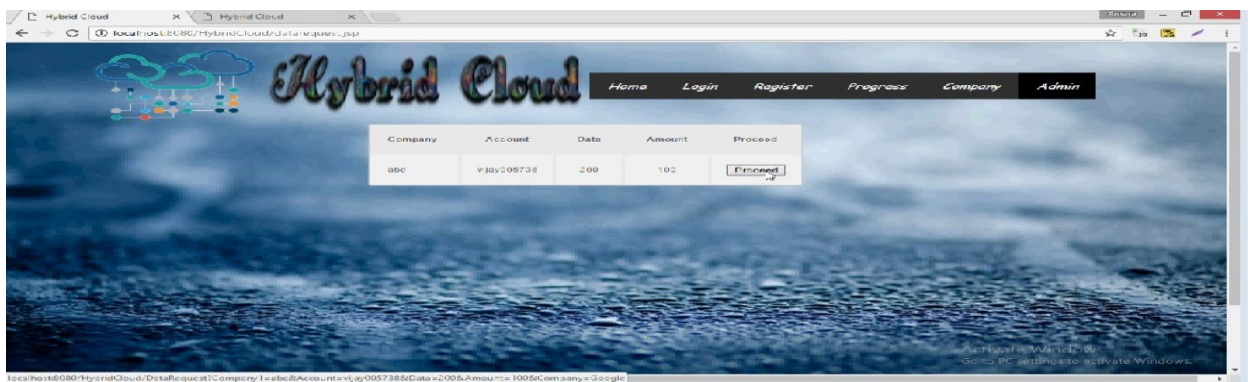 Hybrid Cloud Hybrid Cloud
localhost:8080/HybridCloud/datarequest.jsp
Hybrid Cloud
Home Login Register Progress Company Admin
Company Account Data Amount Proceed
abc 200 100 Proceed
Activate Windows
Go to PC settings to activate Windows.
localhost:8080/HybridCloud/DataRequest?Company1=abc&Account=vijay005738&Data=200&Amount=100&Company=Google